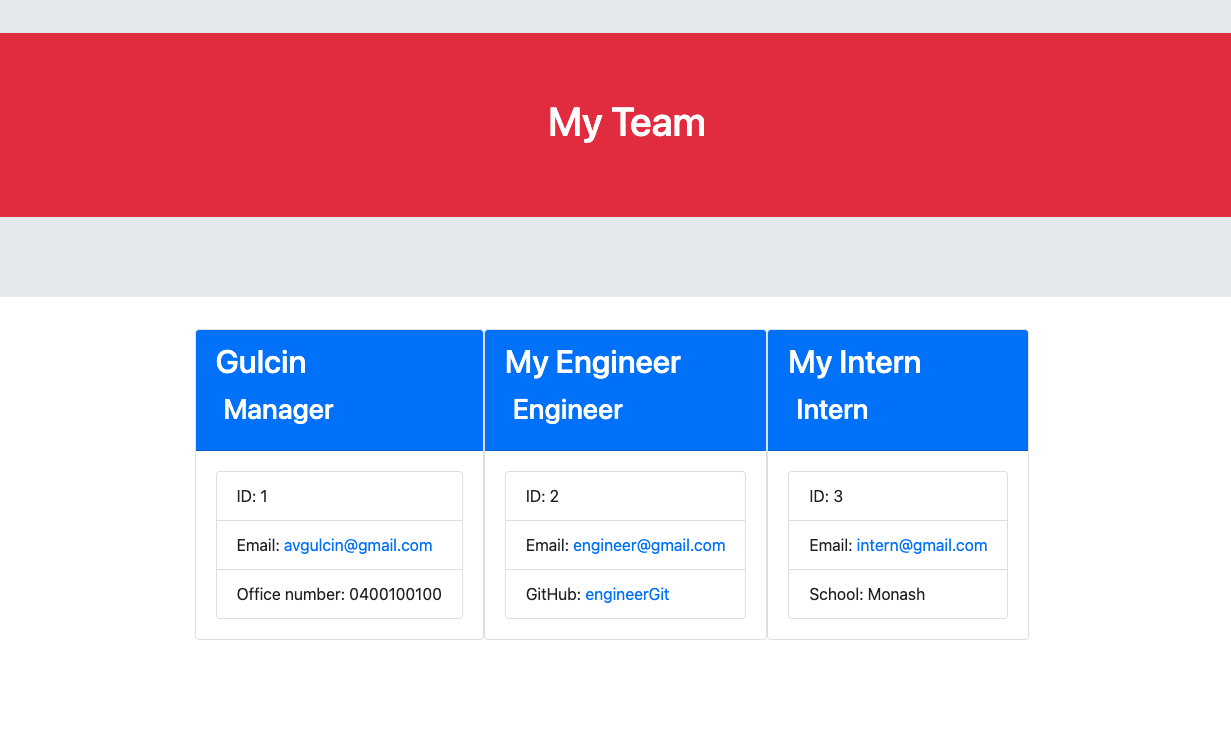 My Team
Gulcin
Manager
ID: 1
Email: avgulcin@gmail.com
Office number: 0400100100
My Engineer
Engineer
ID: 2
Email: engineer@gmail.com
GitHub: engineerGit
My Intern
Intern
ID: 3
Email: intern@gmail.com
School: Monash